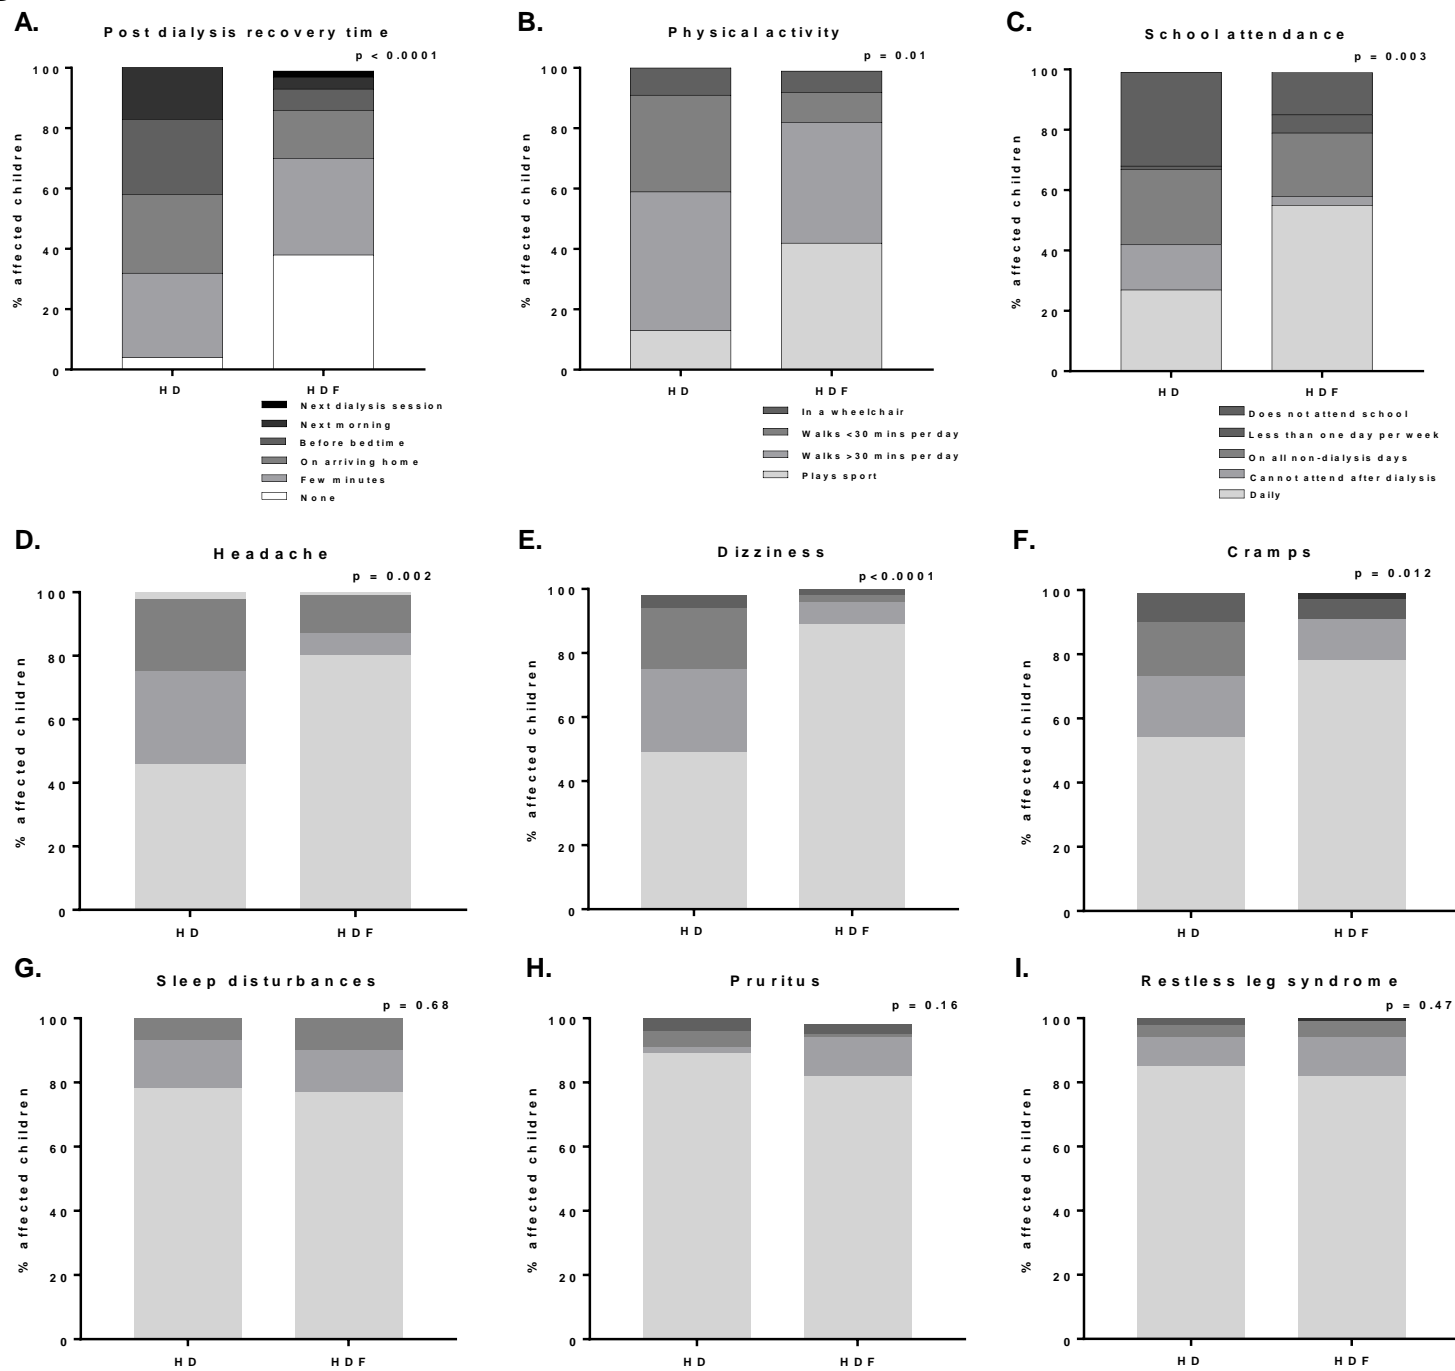 A.
Post dialysis recovery time
p < 0.0001
% affected children
100
80
60
40
20
0
HD
HDF
Next dialysis session
Next morning
Before bedtime
On arriving home
Few minutes
None
B.
Physical activity
p = 0.01
% affected children
100
80
60
40
20
0
HD
HDF
In a wheelchair
Walks <30 mins per day
Walks >30 mins per day
Plays sport
C.
School attendance
p = 0.003
% affected children
100
80
60
40
20
0
HD
HDF
Does not attend school
Less than one day per week
On all non-dialysis days
Cannot attend after dialysis
Daily
D.
Headache
p = 0.002
% affected children
100
80
60
40
20
0
HD
HDF
E.
Dizziness
p<0.0001
% affected children
100
80
60
40
20
0
HD
HDF
F.
Cramps
p = 0.012
% affected children
100
80
60
40
20
0
HD
HDF
G.
Sleep disturbances
p = 0.68
% affected children
100
80
60
40
20
0
HD
HDF
H.
Pruritus
p = 0.16
% affected children
100
80
60
40
20
0
HD
HDF
I.
Restless leg syndrome
p = 0.47
% affected children
100
80
60
40
20
0
HD
HDF